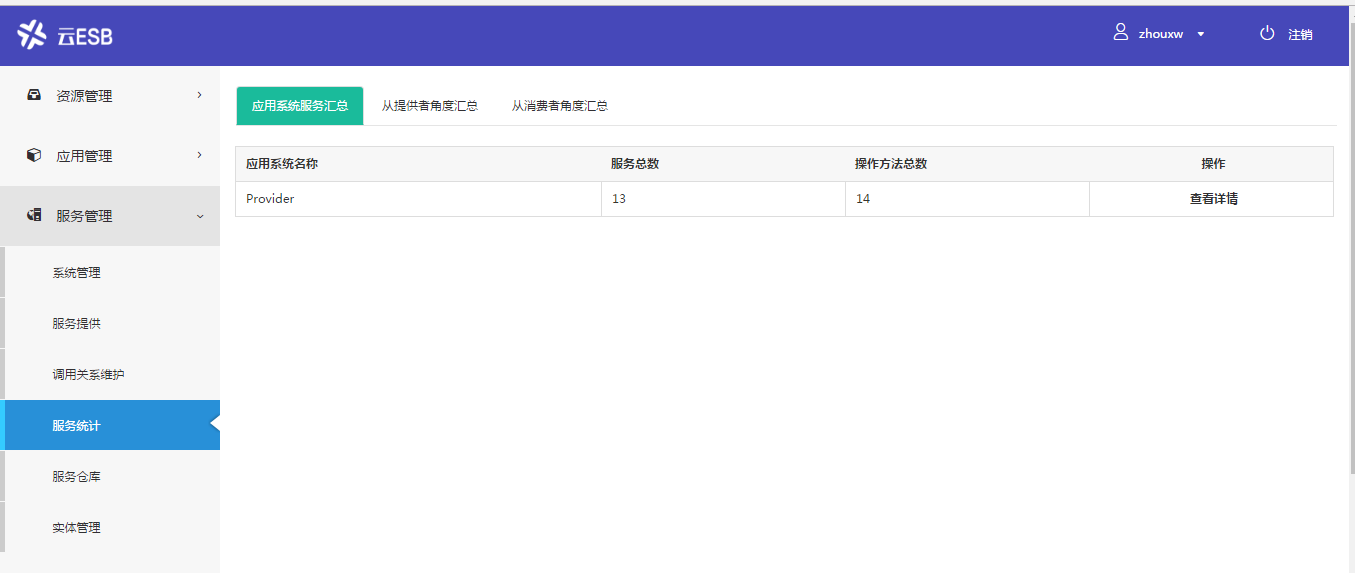 云ESB
zhouxw
注销
资源管理
应用管理
服务管理
系统管理
服务提供
调用关系维护
服务统计
服务仓库
实体管理
应用系统服务汇总 从提供者角度汇总 从消费者角度汇总
应用系统名称 服务总数 操作方法总数 操作
Provider 13 14 查看详情